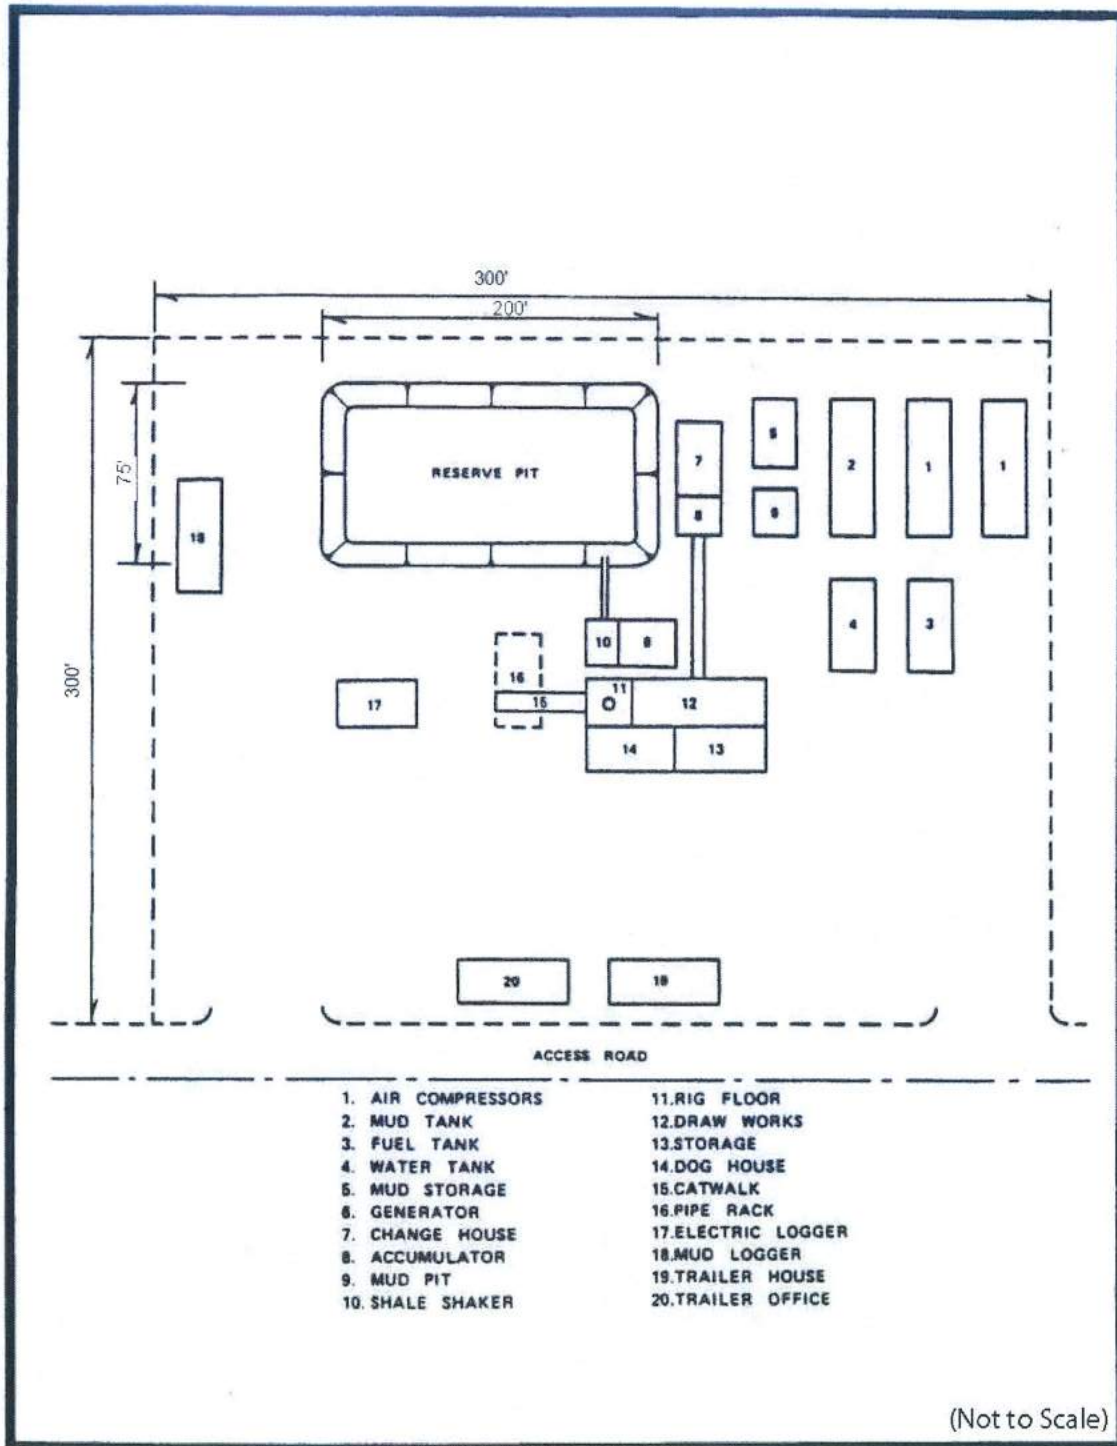 300'
200'
75'
300'
RESERVE PIT
7
8
5
6
2
1
1
18
4
3
10
9
16
15
11
12
17
14
13
20
19
ACCESS ROAD
1. AIR COMPRESSORS
2. MUD TANK
3. FUEL TANK
4. WATER TANK
5. MUD STORAGE
6. GENERATOR
7. CHANGE HOUSE
8. ACCUMULATOR
9. MUD PIT
10. SHALE SHAKER
11.RIG FLOOR
12.DRAW WORKS
13.STORAGE
14.DOG HOUSE
15.CATWALK
16.PIPE RACK
17.ELECTRIC LOGGER
18.MUD LOGGER
19.TRAILER HOUSE
20.TRAILER OFFICE
(Not to Scale)